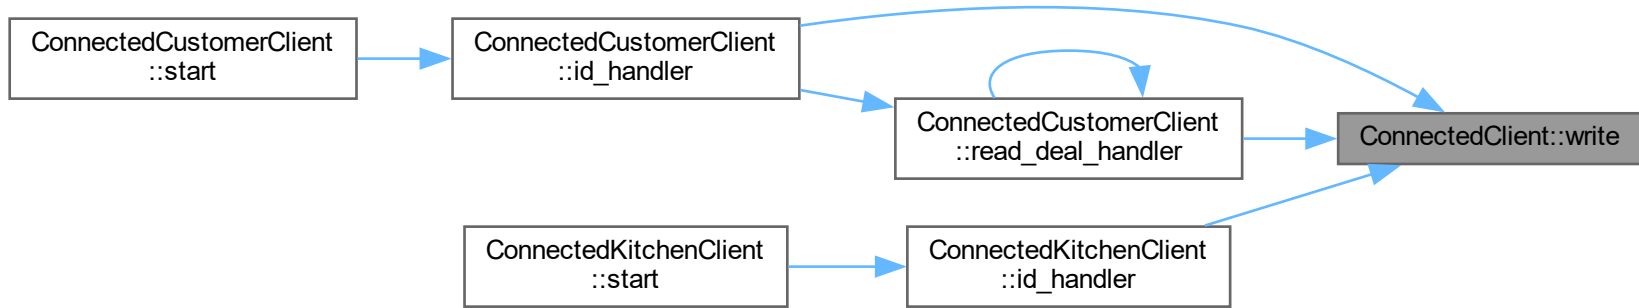 ConnectedCustomerClient
::start
ConnectedCustomerClient
::id_handler
ConnectedCustomerClient
::read_deal_handler
ConnectedClient::write
ConnectedKitchenClient
::start
ConnectedKitchenClient
::id_handler